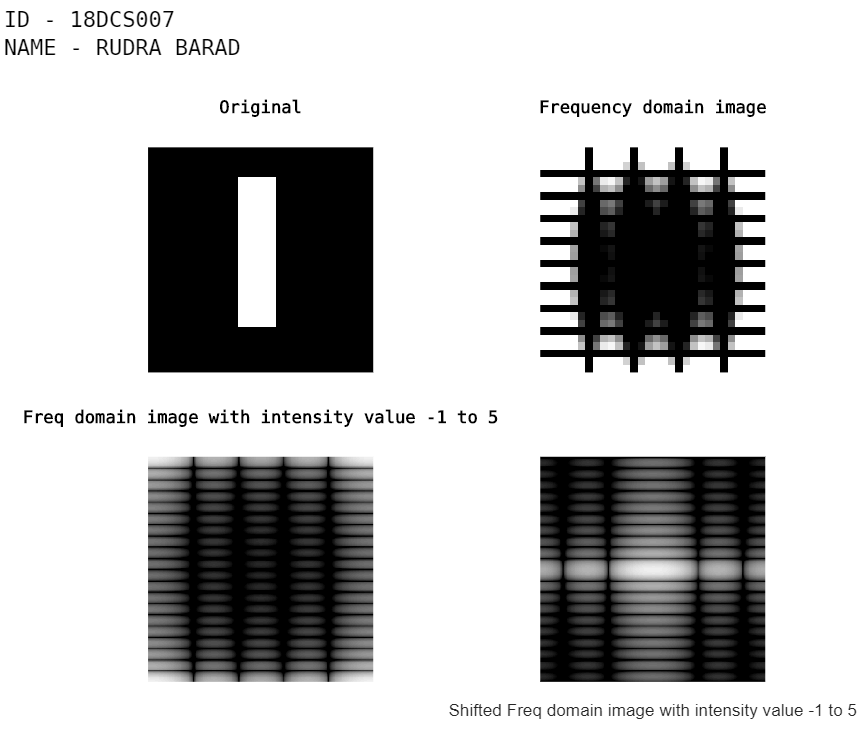 ID - 18DCS007
NAME - RUDRA BARAD
Original
Frequency domain image
Freq domain image with intensity value -1 to 5
Shifted Freq domain image with intensity value -1 to 5